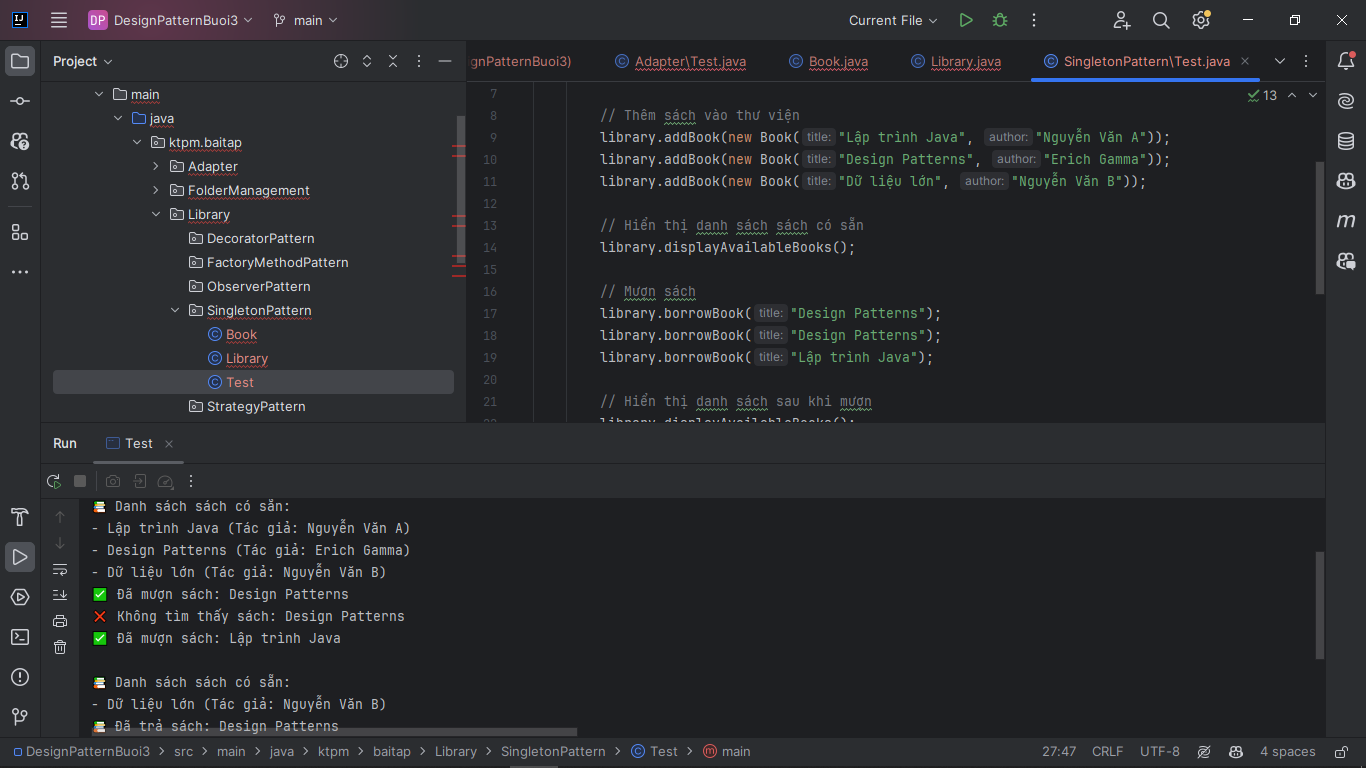 DP DesignPatternBuoi3 main Current File
Project
gnPatternBuoi3) Adapter\Test.java Book.java Library.java SingletonPattern\Test.java
main
java
ktpm.baitap
Adapter
FolderManagement
Library
DecoratorPattern
FactoryMethodPattern
ObserverPattern
SingletonPattern
Book
Library
Test
StrategyPattern
13
7
8 // Thêm sách vào thư viện
9 library.addBook(new Book( title: "Lập trình Java", author: "Nguyễn Văn A"));
10 library.addBook(new Book( title: "Design Patterns", author: "Erich Gamma"));
11 library.addBook(new Book( title: "Dữ liệu lớn", author: "Nguyễn Văn B"));
12
13 // Hiển thị danh sách sách có sẵn
14 library.displayAvailableBooks();
15
16 // Mượn sách
17 library.borrowBook( title: "Design Patterns");
18 library.borrowBook( title: "Design Patterns");
19 library.borrowBook( title: "Lập trình Java");
20
21 // Hiển thị danh sách sau khi mượn
22 library.displayAvailableBooks();
Run Test
📚 Danh sách sách có sẵn:
- Lập trình Java (Tác giả: Nguyễn Văn A)
- Design Patterns (Tác giả: Erich Gamma)
- Dữ liệu lớn (Tác giả: Nguyễn Văn B)
✅ Đã mượn sách: Design Patterns
❌ Không tìm thấy sách: Design Patterns
✅ Đã mượn sách: Lập trình Java
📚 Danh sách sách có sẵn:
- Dữ liệu lớn (Tác giả: Nguyễn Văn B)
📚 Đã trả sách: Design Patterns
DesignPatternBuoi3 > src > main > java > ktpm > baitap > Library > SingletonPattern > Test > main 27:47 CRLF UTF-8 4 spaces